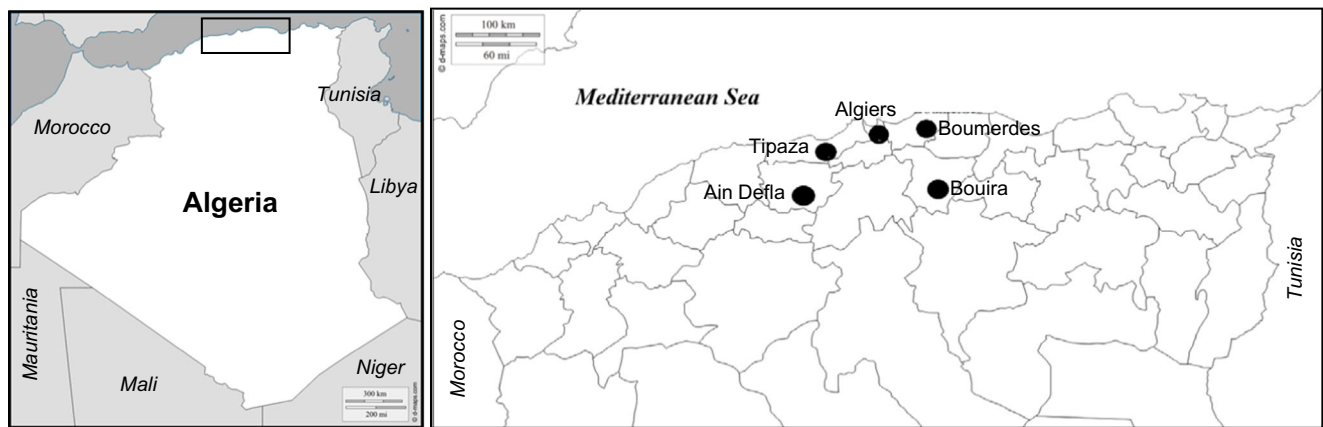 Morocco
Tunisia
Algeria
Libya
Mauritania
Mali
Niger
300 km
200 mi
© d-maps.com
100 km
60 mi
© d-maps.com
Mediterranean Sea
Algiers
Boumerdes
Tipaza
Ain Defla
Bouira
Morocco
Tunisia